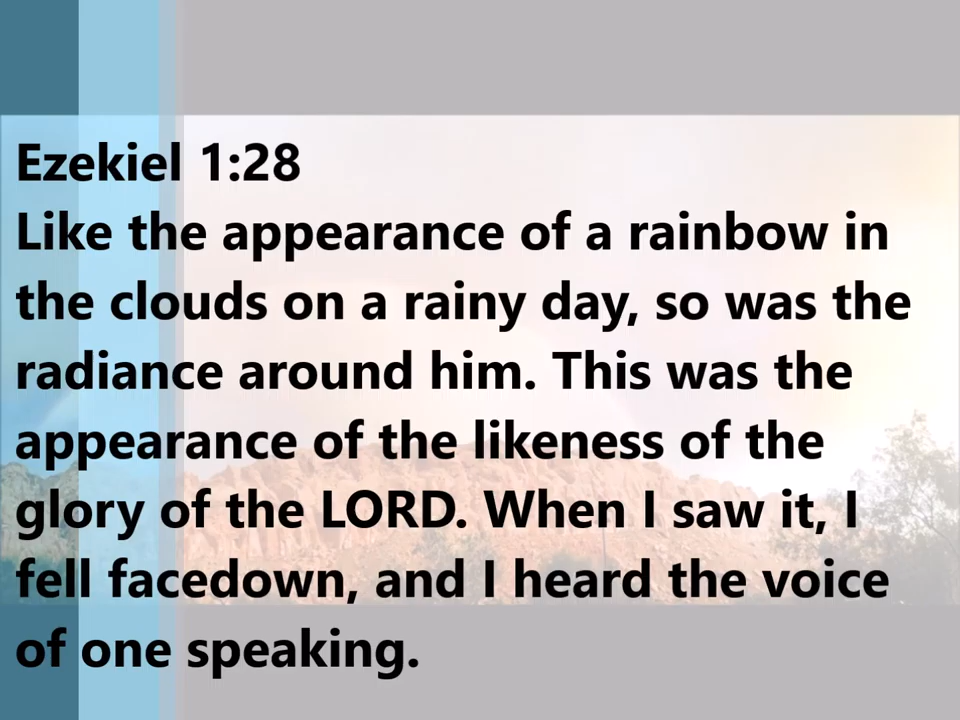 Ezekiel 1:28
Like the appearance of a rainbow in
the clouds on a rainy day, so was the
radiance around him. This was the
appearance of the likeness of the
glory of the LORD. When I saw it, I
fell facedown, and I heard the voice
of one speaking.